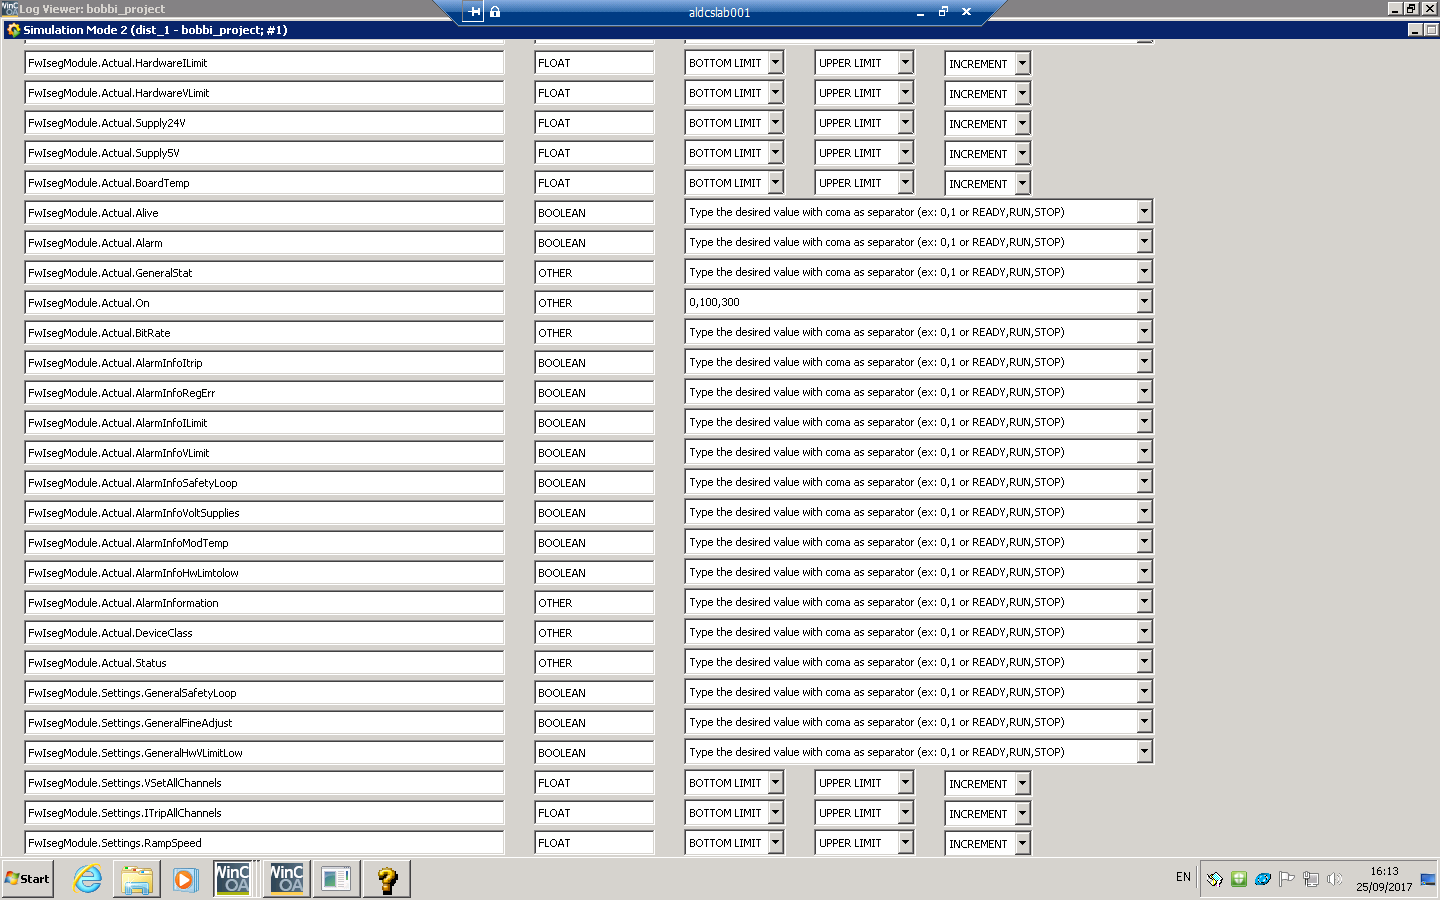 Log Viewer: bobbi_project
aldcslab001
Simulation Mode 2 (dist_1 - bobbi_project; #1)
FwIsegModule.Actual.HardwareILimit FLOAT BOTTOM LIMIT UPPER LIMIT INCREMENT
FwIsegModule.Actual.HardwareVLimit FLOAT BOTTOM LIMIT UPPER LIMIT INCREMENT
FwIsegModule.Actual.Supply24V FLOAT BOTTOM LIMIT UPPER LIMIT INCREMENT
FwIsegModule.Actual.Supply5V FLOAT BOTTOM LIMIT UPPER LIMIT INCREMENT
FwIsegModule.Actual.BoardTemp FLOAT BOTTOM LIMIT UPPER LIMIT INCREMENT
FwIsegModule.Actual.Alive BOOLEAN Type the desired value with coma as separator (ex: 0,1 or READY,RUN,STOP)
FwIsegModule.Actual.Alarm BOOLEAN Type the desired value with coma as separator (ex: 0,1 or READY,RUN,STOP)
FwIsegModule.Actual.GeneralStat OTHER Type the desired value with coma as separator (ex: 0,1 or READY,RUN,STOP)
FwIsegModule.Actual.On OTHER 0,100,300
FwIsegModule.Actual.BitRate OTHER Type the desired value with coma as separator (ex: 0,1 or READY,RUN,STOP)
FwIsegModule.Actual.AlarmInfoItrip BOOLEAN Type the desired value with coma as separator (ex: 0,1 or READY,RUN,STOP)
FwIsegModule.Actual.AlarmInfoRegErr BOOLEAN Type the desired value with coma as separator (ex: 0,1 or READY,RUN,STOP)
FwIsegModule.Actual.AlarmInfoILimit BOOLEAN Type the desired value with coma as separator (ex: 0,1 or READY,RUN,STOP)
FwIsegModule.Actual.AlarmInfoVLimit BOOLEAN Type the desired value with coma as separator (ex: 0,1 or READY,RUN,STOP)
FwIsegModule.Actual.AlarmInfoSafetyLoop BOOLEAN Type the desired value with coma as separator (ex: 0,1 or READY,RUN,STOP)
FwIsegModule.Actual.AlarmInfoVoltSupplies BOOLEAN Type the desired value with coma as separator (ex: 0,1 or READY,RUN,STOP)
FwIsegModule.Actual.AlarmInfoModTemp BOOLEAN Type the desired value with coma as separator (ex: 0,1 or READY,RUN,STOP)
FwIsegModule.Actual.AlarmInfoHwLimtolow BOOLEAN Type the desired value with coma as separator (ex: 0,1 or READY,RUN,STOP)
FwIsegModule.Actual.AlarmInformation OTHER Type the desired value with coma as separator (ex: 0,1 or READY,RUN,STOP)
FwIsegModule.Actual.DeviceClass OTHER Type the desired value with coma as separator (ex: 0,1 or READY,RUN,STOP)
FwIsegModule.Actual.Status OTHER Type the desired value with coma as separator (ex: 0,1 or READY,RUN,STOP)
FwIsegModule.Settings.GeneralSafetyLoop BOOLEAN Type the desired value with coma as separator (ex: 0,1 or READY,RUN,STOP)
FwIsegModule.Settings.GeneralFineAdjust BOOLEAN Type the desired value with coma as separator (ex: 0,1 or READY,RUN,STOP)
FwIsegModule.Settings.GeneralHwVLimitLow BOOLEAN Type the desired value with coma as separator (ex: 0,1 or READY,RUN,STOP)
FwIsegModule.Settings.VSetAllChannels FLOAT BOTTOM LIMIT UPPER LIMIT INCREMENT
FwIsegModule.Settings.ITripAllChannels FLOAT BOTTOM LIMIT UPPER LIMIT INCREMENT
FwIsegModule.Settings.RampSpeed FLOAT BOTTOM LIMIT UPPER LIMIT INCREMENT
Start WinCC OA WinCC OA EN 16:13
25/09/2017